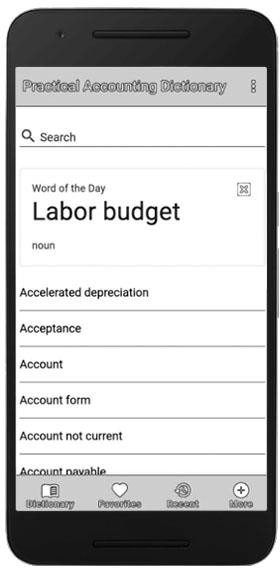 Practical Accounting Dictionary
Search
Word of the Day
Labor budget
noun
Accelerated depreciation
Acceptance
Account
Account form
Account not current
Account payable
Dictionary Favorites Recent More